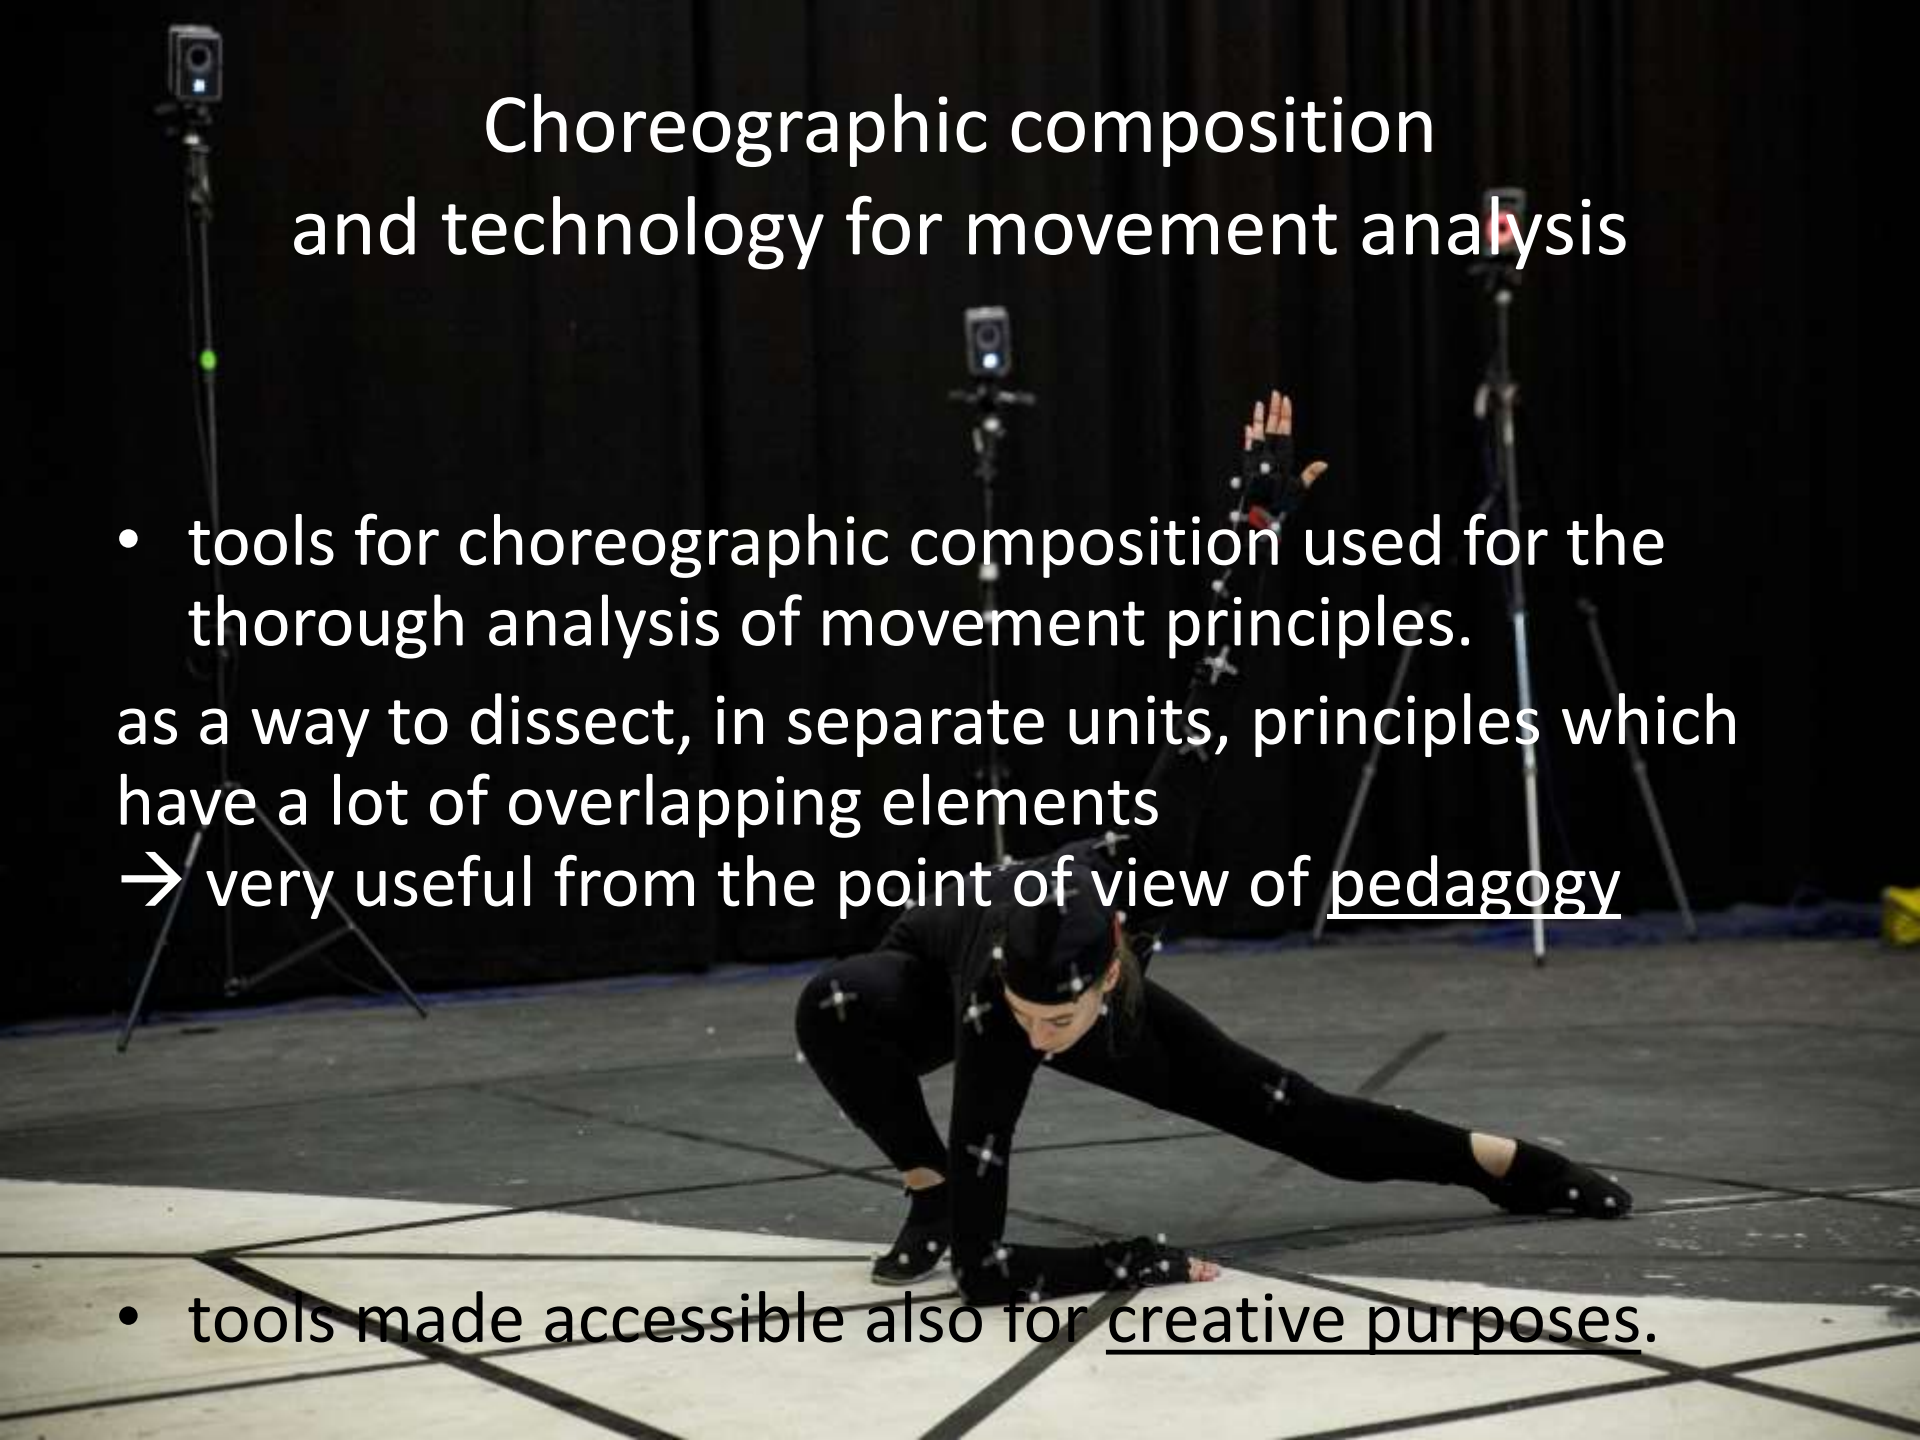 Choreographic composition
and technology for movement analysis
• tools for choreographic composition used for the
thorough analysis of movement principles.
as a way to dissect, in separate units, principles which
have a lot of overlapping elements
→ very useful from the point of view of pedagogy
• tools made accessible also for creative purposes.